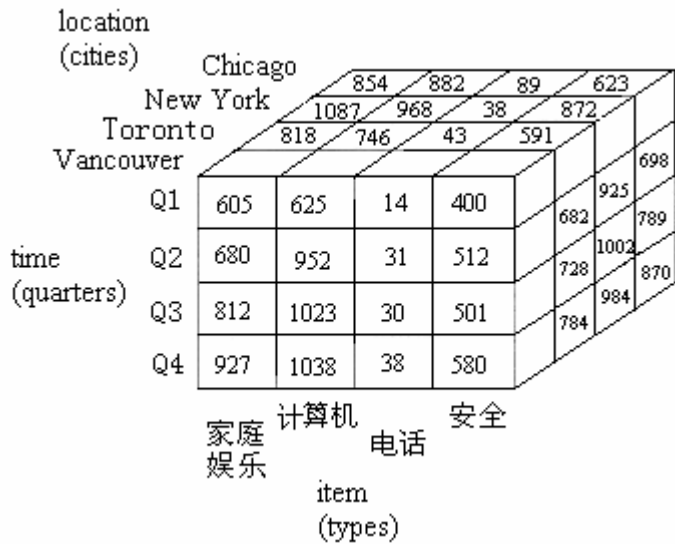 location
(cities)
Chicago
854 882 89 623
New York
1087 968 38 872
Toronto
818 746 43 591
Vancouver
Q1 605 625 14 400 682 925 698
Q2 680 952 31 512 728 1002 789
time
(quarters)
Q3 812 1023 30 501 784 984 870
Q4 927 1038 38 580
家庭
娱乐
计算机
电话
安全
item
(types)